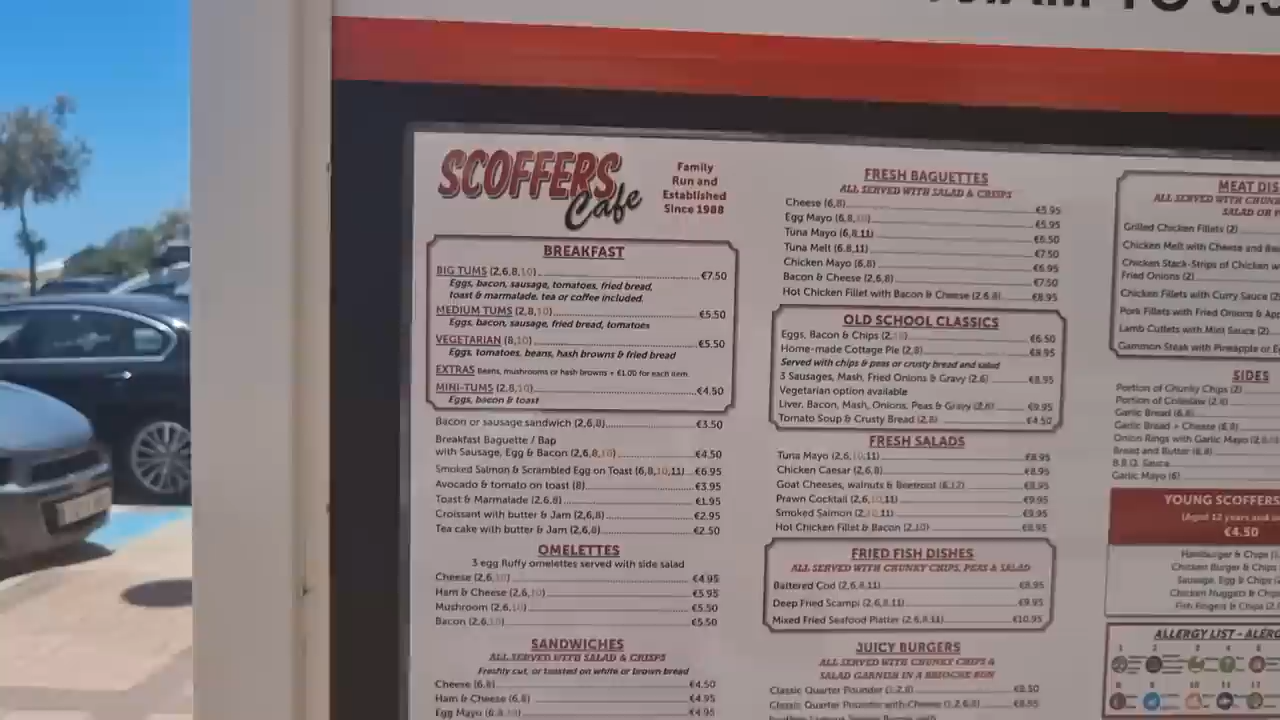 SCOFFERS
Cafe
Family
Run and
Established
Since 1988
BREAKFAST
BIG TUMS (2,6,8,10) €7.50
Eggs, bacon, sausage, tomatoes, fried bread,
toast & marmalade, tea or coffee included.
MEDIUM TUMS (2,8,10) €5.50
Eggs, bacon, sausage, fried bread, tomatoes
VEGETARIAN (8,10) €5.50
Eggs, tomatoes, beans, hash browns & fried bread
EXTRAS Beans, mushrooms or hash browns + €1.00 for each item.
MINI-TUMS (2,8,10) €4.50
Eggs, bacon & toast
Bacon or sausage sandwich (2,6,8) €3.50
Breakfast Baguette / Bap
with Sausage, Egg & Bacon (2,6,8,10) €4.50
Smoked Salmon & Scrambled Egg on Toast (6,8,10,11) €6.95
Avocado & tomato on toast (8) €3.95
Toast & Marmalade (2,6,8) €1.95
Croissant with butter & Jam (2,6,8) €2.95
Tea cake with butter & Jam (2,6,8) €2.50
OMELETTES
3 egg fluffy omelettes served with side salad
Cheese (2,6,10) €4.95
Ham & Cheese (2,6,10) €5.95
Mushroom (2,6,10) €5.50
Bacon (2,6,10) €5.50
SANDWICHES
ALL SERVED WITH SALAD & CRISPS
Freshly cut, or toasted on white or brown bread
Cheese (6,8) €4.50
Ham & Cheese (6,8) €4.95
Egg Mayo (6,8,10) €4.95
FRESH BAGUETTES
ALL SERVED WITH SALAD & CRISPS
Cheese (6,8) €5.95
Egg Mayo (6,8,10) €5.95
Tuna Mayo (6,8,11) €6.50
Tuna Melt (6,8,11) €7.50
Chicken Mayo (6,8) €6.95
Bacon & Cheese (2,6,8) €7.50
Hot Chicken Fillet with Bacon & Cheese (2,6,8) €8.95
OLD SCHOOL CLASSICS
Eggs, Bacon & Chips (2,10) €6.50
Home-made Cottage Pie (2,8) €8.95
Served with chips & peas or crusty bread and salad
3 Sausages, Mash, Fried Onions & Gravy (2,6) €8.95
Vegetarian option available
Liver, Bacon, Mash, Onions, Peas & Gravy (2,6) €9.95
Tomato Soup & Crusty Bread (2,8) €4.50
FRESH SALADS
Tuna Mayo (2,6,10,11) €8.95
Chicken Caesar (2,6,8) €8.95
Goat Cheeses, walnuts & Beetroot (6,12) €8.95
Prawn Cocktail (2,6,10,11) €9.95
Smoked Salmon (2,10,11) €9.95
Hot Chicken Fillet & Bacon (2,10) €8.95
FRIED FISH DISHES
ALL SERVED WITH CHUNKY CHIPS, PEAS & SALAD
Battered Cod (2,6,8,11) €8.95
Deep Fried Scampi (2,6,8,11) €9.95
Mixed Fried Seafood Platter (2,6,8,11) €10.95
JUICY BURGERS
ALL SERVED WITH CHUNKY CHIPS &
SALAD GARNISH IN A BRIOCHE BUN
Classic Quarter Pounder (1,2,8) €8.50
Classic Quarter Pounder with Cheese (1,2,6,8) €8.95
MEAT DIS
ALL SERVED WITH CHUN
SALAD OR
Grilled Chicken Fillets (2)
Chicken Melt with Cheese and
Chicken Stack-Strips of Chicken
Fried Onions (2)
Chicken Fillets with Curry Sauce (2
Pork Fillets with Fried Onions &
Lamb Cutlets with Mint Sauce (2)
Gammon Steak with Pineapple or
SIDES
Portion of Chunky Chips (2)
Portion of Coleslaw (2,8)
Garlic Bread (6,8)
Garlic Bread + Cheese (6,8)
Onion Rings with Garlic Mayo
Bread and Butter (6,8)
B.B.Q. Sauce
Garlic Mayo (6)
YOUNG SCOFFERS
(Aged 12 years and
€4.50
Hamburger & Chips
Chicken Burger & Chips
Sausage, Egg & Chips
Chicken Nuggets & Chips
Fish Fingers & Chips
ALLERGY LIST - ALÉR
1 2 3 4 5
8 9 10 11 12